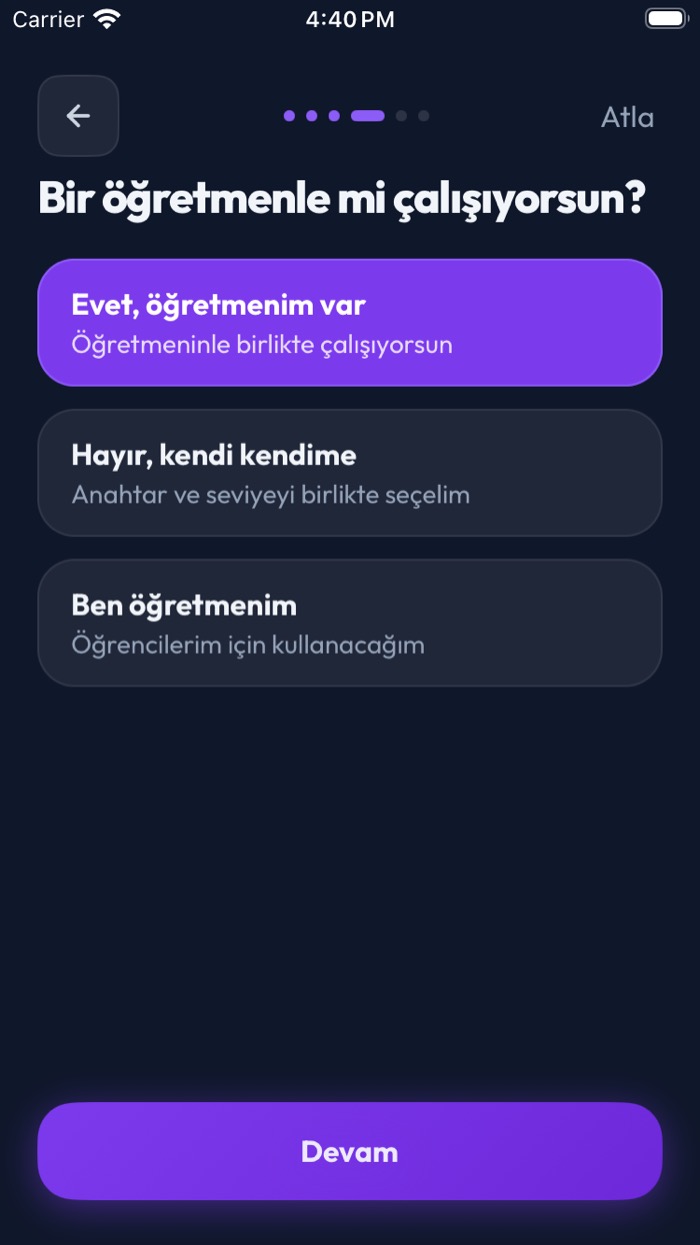 Carrier
4:40 PM
Atla
Bir öğretmenle mi çalışıyorsun?
Evet, öğretmenim var
Öğretmeninle birlikte çalışıyorsun
Hayır, kendi kendime
Anahtar ve seviyeyi birlikte seçelim
Ben öğretmenim
Öğrencilerim için kullanacağım
Devam